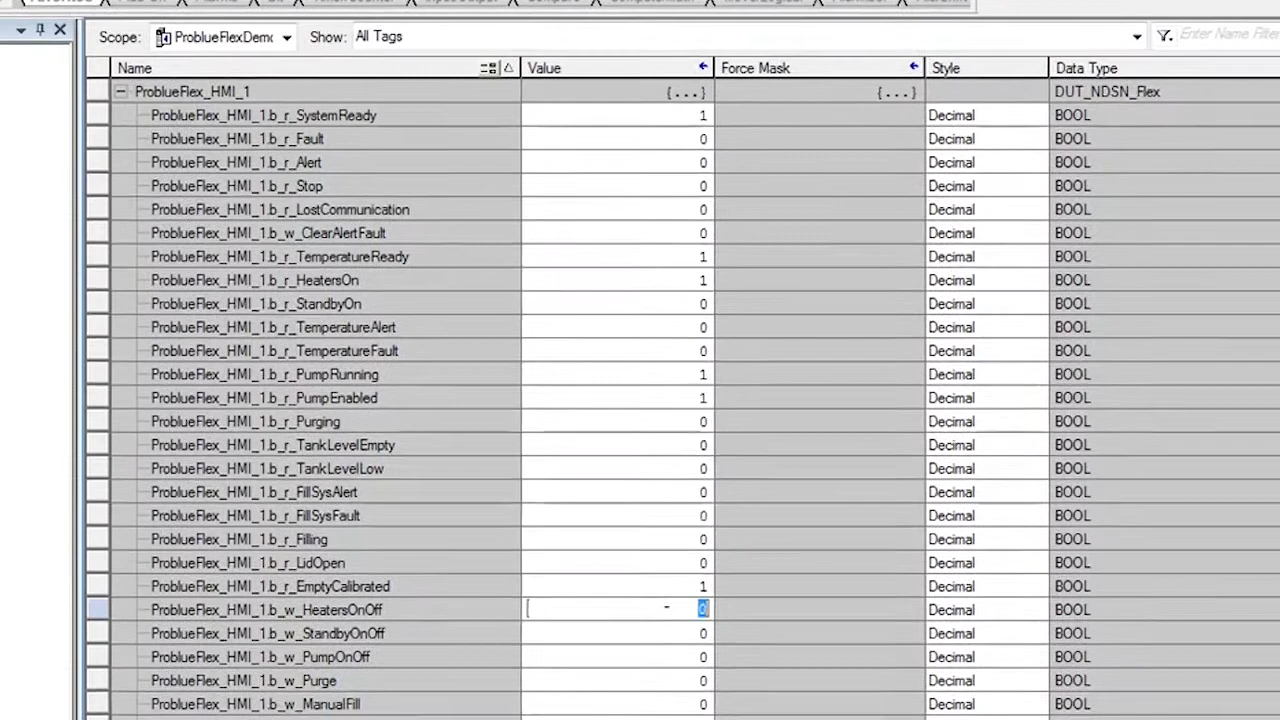 Scope: ProblueFlexDemc Show: All Tags Enter Name Filter
Name Value Force Mask Style Data Type
ProblueFlex_HMI_1 {...} {...} DUT_NDSN_Flex
ProblueFlex_HMI_1.b_r_SystemReady 1 Decimal BOOL
ProblueFlex_HMI_1.b_r_Fault 0 Decimal BOOL
ProblueFlex_HMI_1.b_r_Alert 0 Decimal BOOL
ProblueFlex_HMI_1.b_r_Stop 0 Decimal BOOL
ProblueFlex_HMI_1.b_r_LostCommunication 0 Decimal BOOL
ProblueFlex_HMI_1.b_w_ClearAlertFault 0 Decimal BOOL
ProblueFlex_HMI_1.b_r_TemperatureReady 1 Decimal BOOL
ProblueFlex_HMI_1.b_r_HeatersOn 1 Decimal BOOL
ProblueFlex_HMI_1.b_r_StandbyOn 0 Decimal BOOL
ProblueFlex_HMI_1.b_r_TemperatureAlert 0 Decimal BOOL
ProblueFlex_HMI_1.b_r_TemperatureFault 0 Decimal BOOL
ProblueFlex_HMI_1.b_r_PumpRunning 1 Decimal BOOL
ProblueFlex_HMI_1.b_r_PumpEnabled 1 Decimal BOOL
ProblueFlex_HMI_1.b_r_Purging 0 Decimal BOOL
ProblueFlex_HMI_1.b_r_TankLevelEmpty 0 Decimal BOOL
ProblueFlex_HMI_1.b_r_TankLevelLow 0 Decimal BOOL
ProblueFlex_HMI_1.b_r_FillSysAlert 0 Decimal BOOL
ProblueFlex_HMI_1.b_r_FillSysFault 0 Decimal BOOL
ProblueFlex_HMI_1.b_r_Filling 0 Decimal BOOL
ProblueFlex_HMI_1.b_r_LidOpen 0 Decimal BOOL
ProblueFlex_HMI_1.b_r_EmptyCalibrated 1 Decimal BOOL
ProblueFlex_HMI_1.b_w_HeatersOnOff 0 Decimal BOOL
ProblueFlex_HMI_1.b_w_StandbyOnOff 0 Decimal BOOL
ProblueFlex_HMI_1.b_w_PumpOnOff 0 Decimal BOOL
ProblueFlex_HMI_1.b_w_Purge 0 Decimal BOOL
ProblueFlex_HMI_1.b_w_ManualFill 0 Decimal BOOL